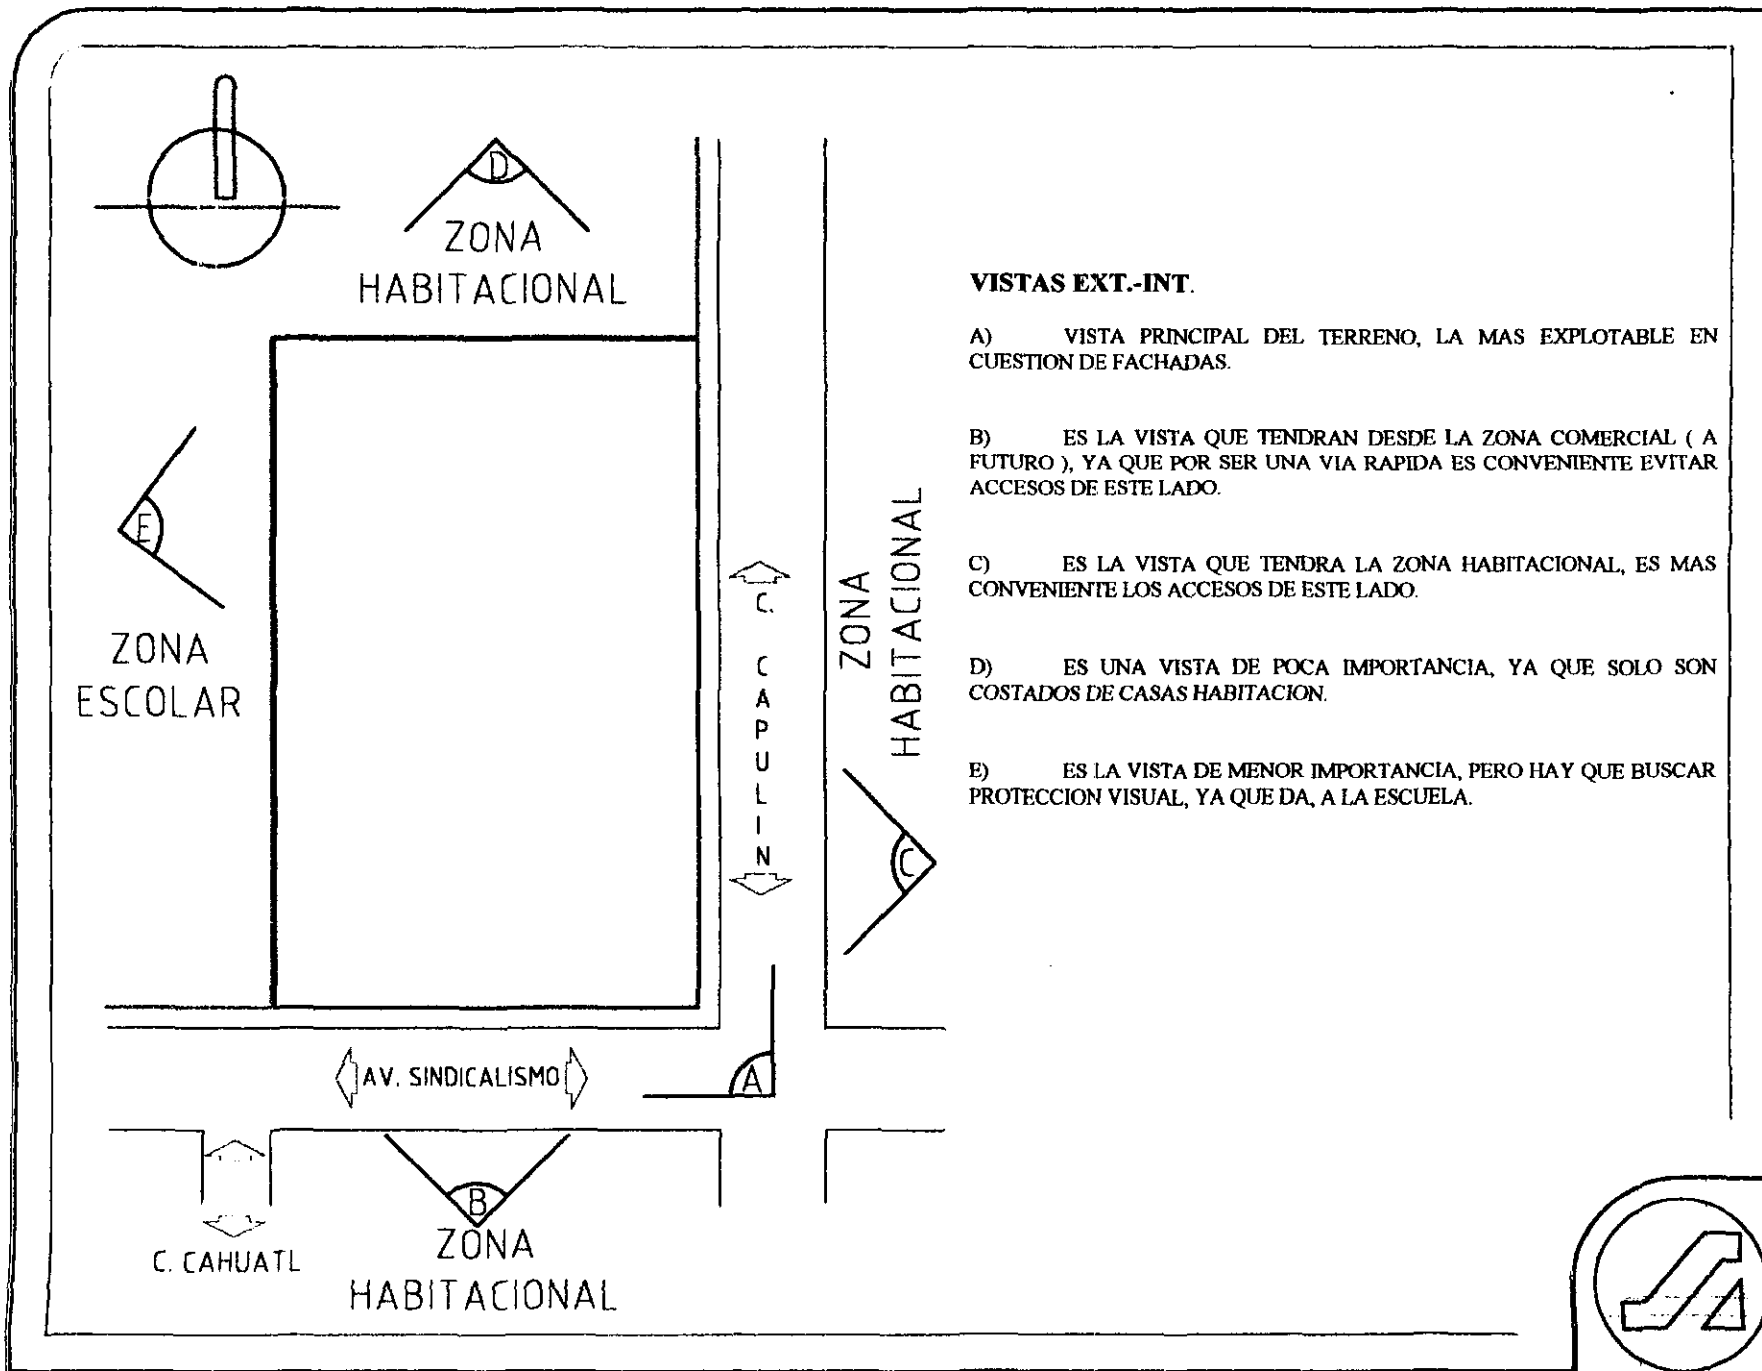 D
ZONA
HABITACIONAL
E
ZONA
ESCOLAR
C. CAPULIN
ZONA
HABITACIONAL
C
AV. SINDICALISMO
A
B
ZONA
HABITACIONAL
C. CAHUATL
VISTAS EXT.-INT.
A) VISTA PRINCIPAL DEL TERRENO, LA MAS EXPLOTABLE EN
CUESTION DE FACHADAS.
B) ES LA VISTA QUE TENDRAN DESDE LA ZONA COMERCIAL ( A
FUTURO ), YA QUE POR SER UNA VIA RAPIDA ES CONVENIENTE EVITAR
ACCESOS DE ESTE LADO.
C) ES LA VISTA QUE TENDRA LA ZONA HABITACIONAL, ES MAS
CONVENIENTE LOS ACCESOS DE ESTE LADO.
D) ES UNA VISTA DE POCA IMPORTANCIA, YA QUE SOLO SON
COSTADOS DE CASAS HABITACION.
E) ES LA VISTA DE MENOR IMPORTANCIA, PERO HAY QUE BUSCAR
PROTECCION VISUAL, YA QUE DA, A LA ESCUELA.